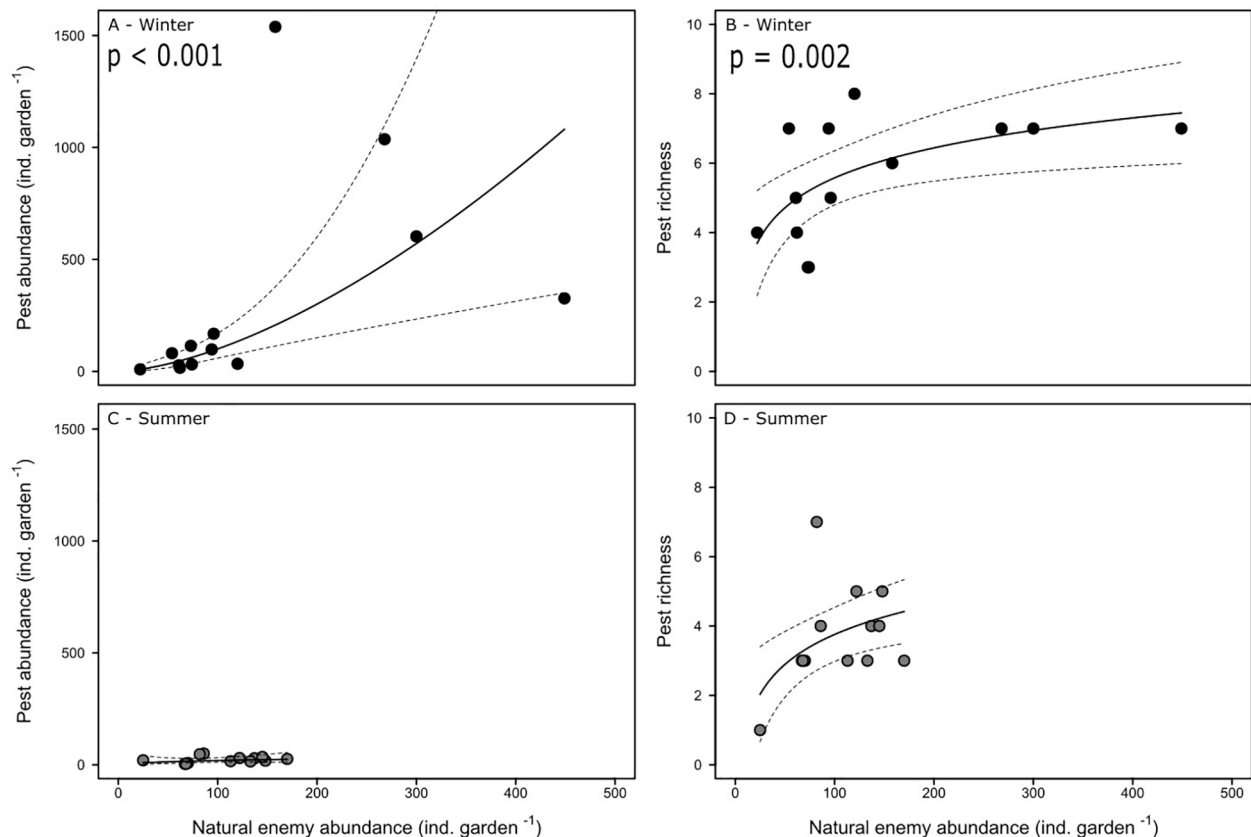 A - Winter
p < 0.001
Pest abundance (ind. garden -1)
1500
1000
500
0
B - Winter
p = 0.002
Pest richness
10
8
6
4
2
0
C - Summer
Pest abundance (ind. garden -1)
1500
1000
500
0
0 100 200 300 400 500
Natural enemy abundance (ind. garden -1)
D - Summer
Pest richness
10
8
6
4
2
0
0 100 200 300 400 500
Natural enemy abundance (ind. garden -1)